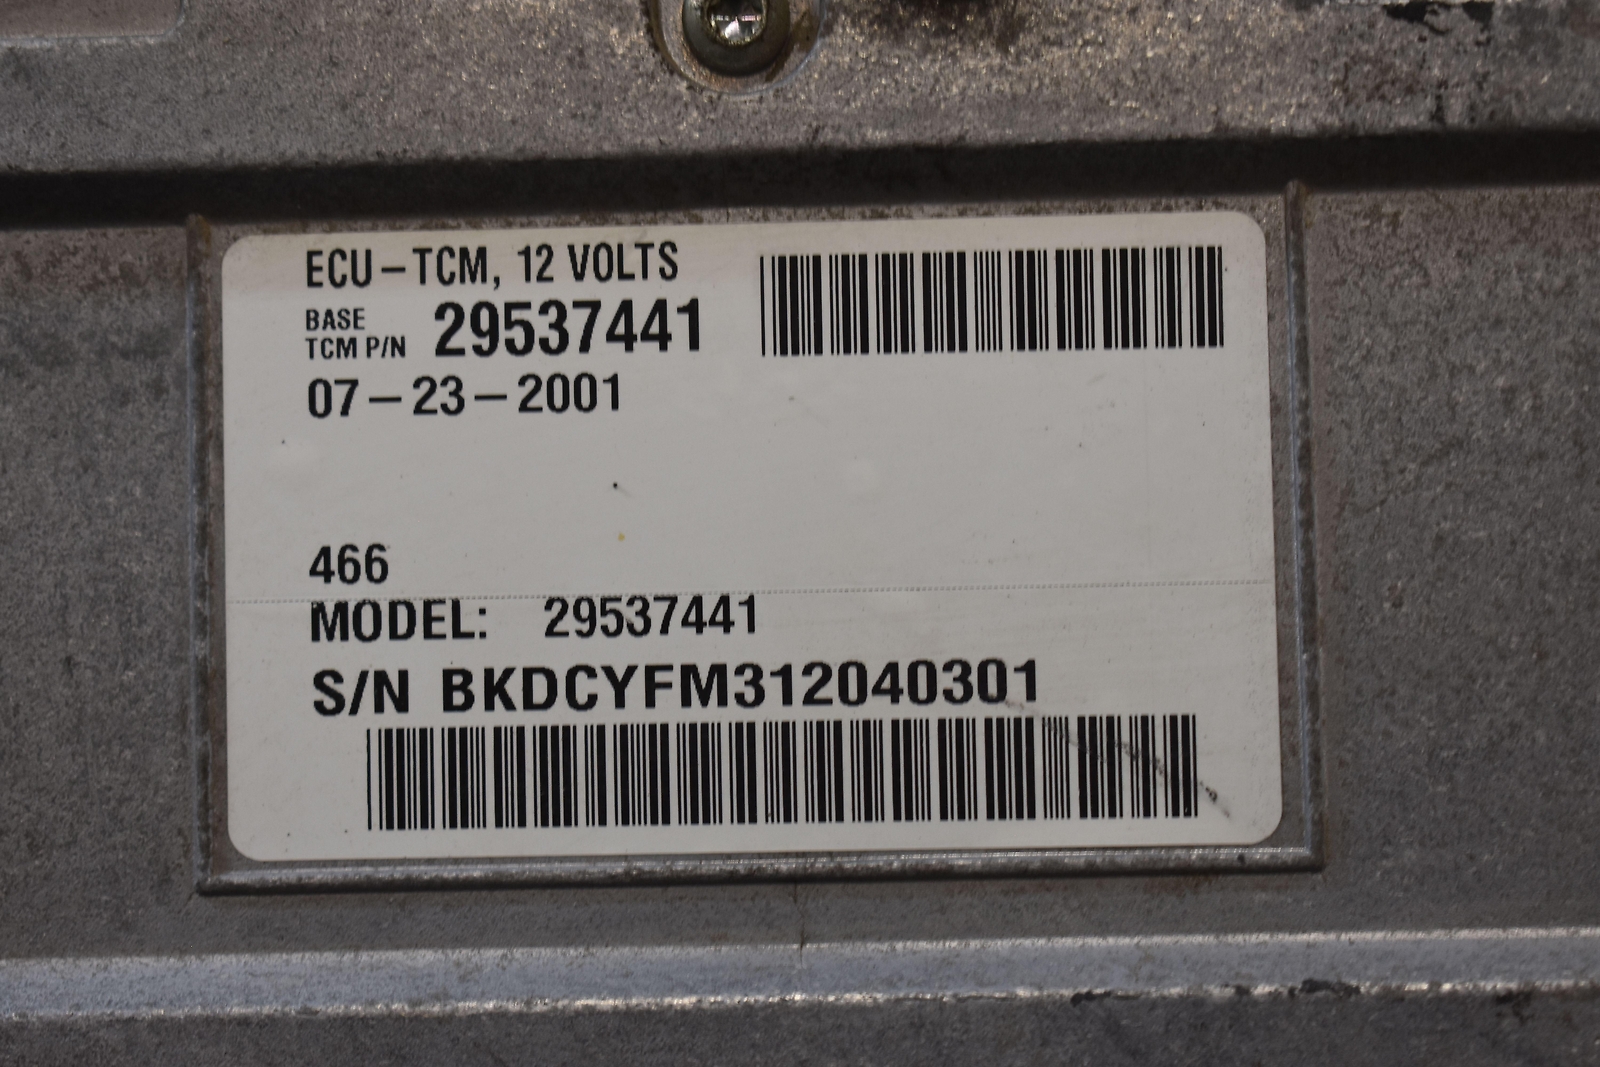 ECU-TCM, 12 VOLTS
BASE
TCM P/N 29537441
07-23-2001
466
MODEL: 29537441
S/N BKDCYFM312040301